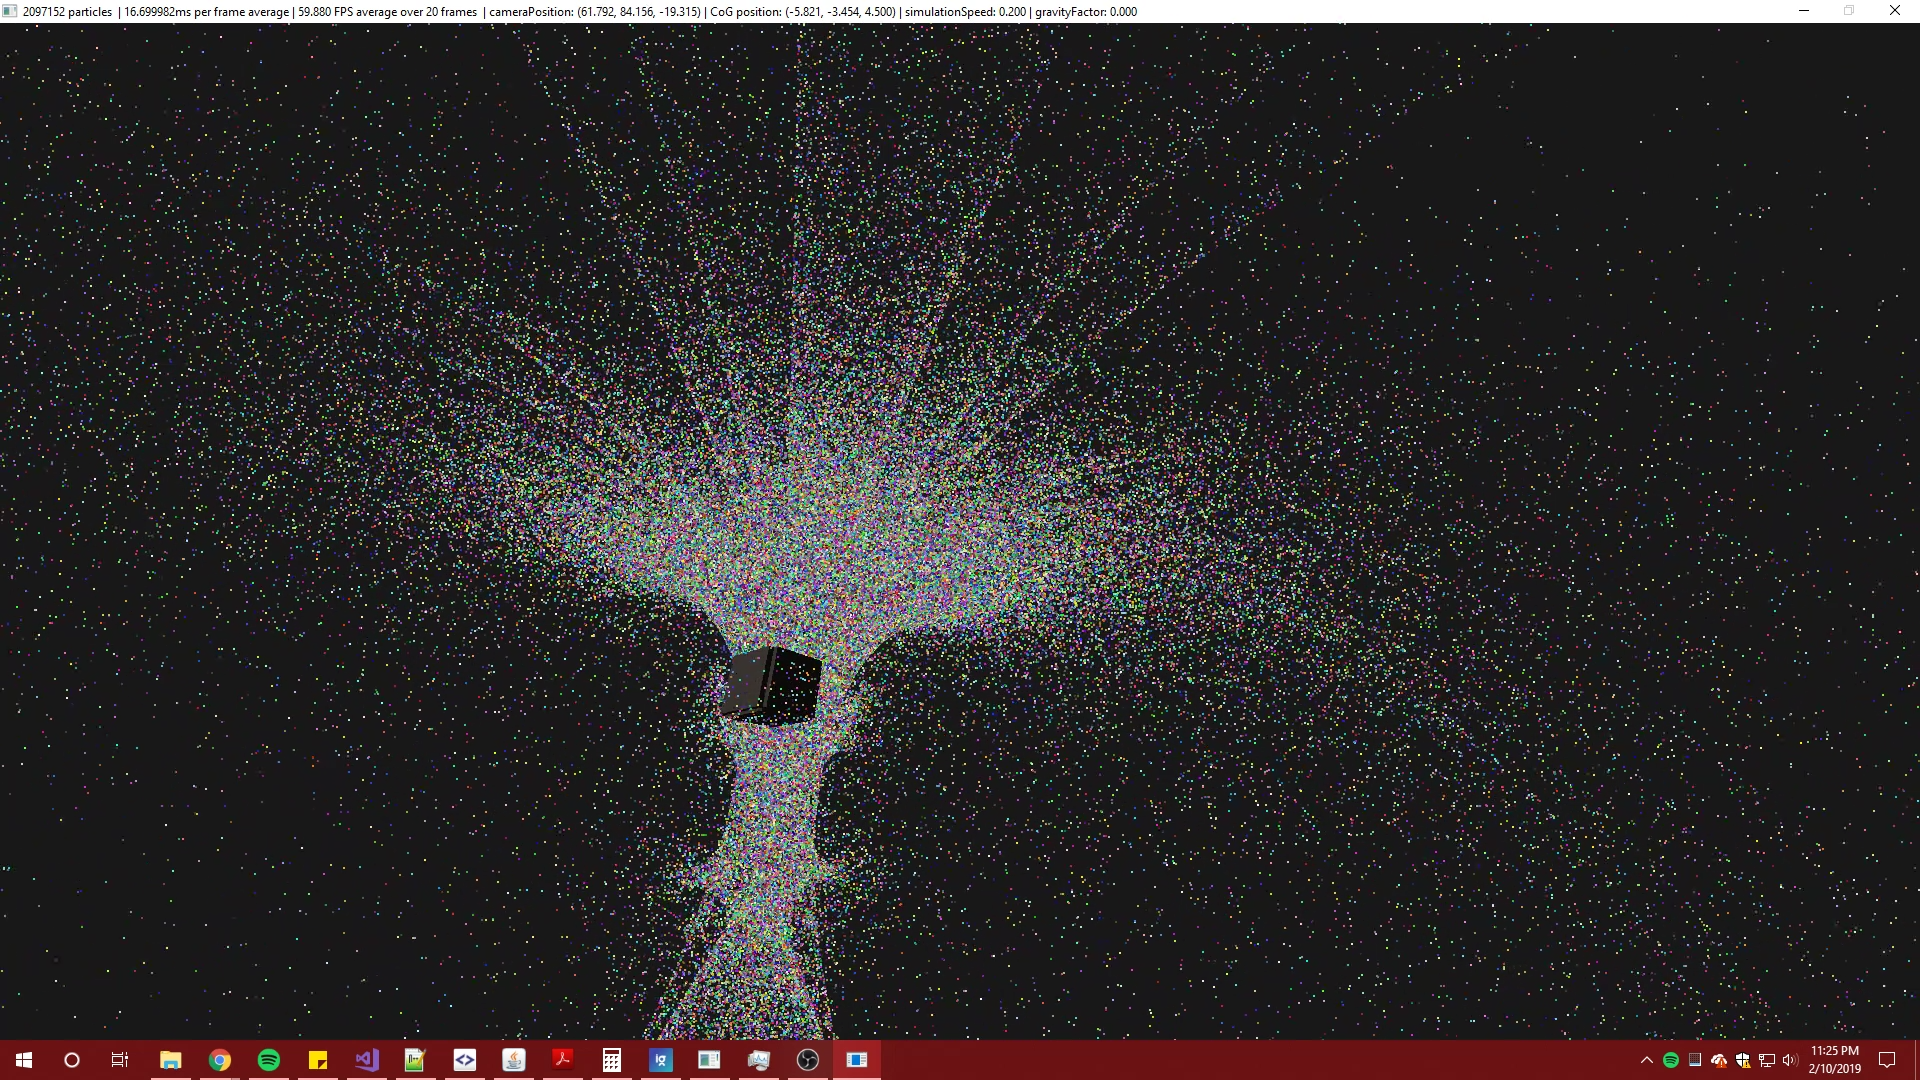 2097152 particles | 16.699982ms per frame average | 59.880 FPS average over 20 frames | cameraPosition: (61.792, 84.156, -19.315) | CoG position: (-5.821, -3.454, 4.500) | simulationSpeed: 0.200 | gravityFactor: 0.000
ig
11:25 PM
2/10/2019